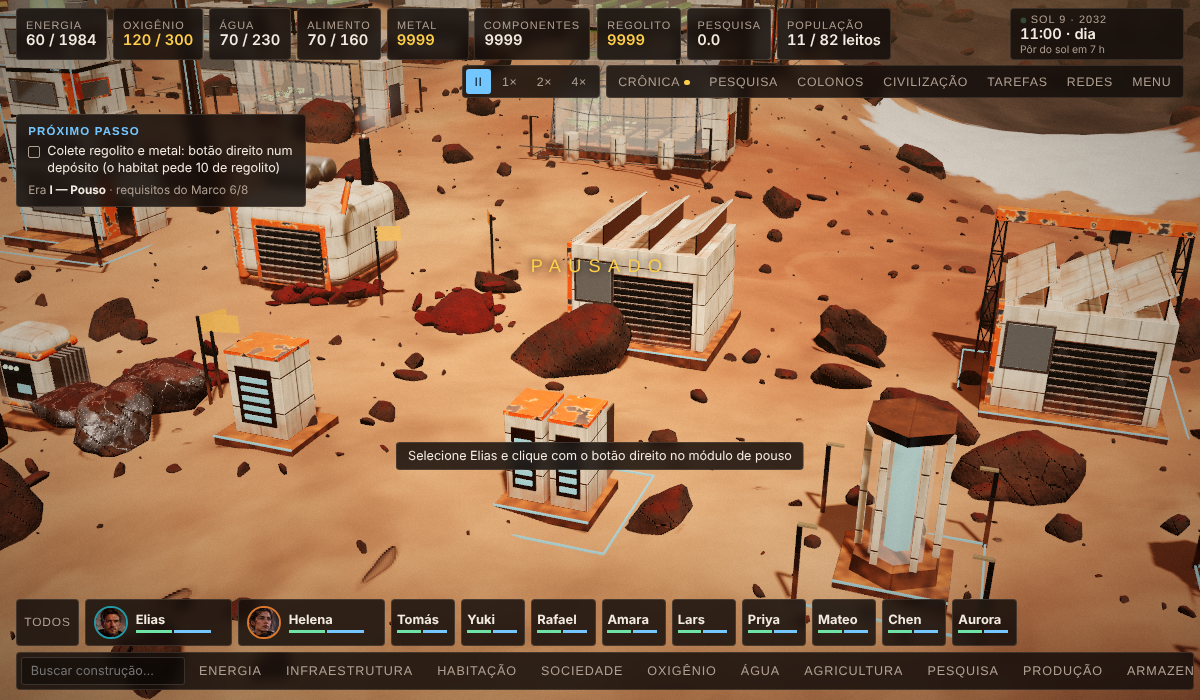 ENERGIA
60 / 1984
OXIGÊNIO
120 / 300
ÁGUA
70 / 230
ALIMENTO
70 / 160
METAL
9999
COMPONENTES
9999
REGOLITO
9999
PESQUISA
0.0
POPULAÇÃO
11 / 82 leitos
SOL 9 · 2032
11:00 · dia
Pôr do sol em 7 h
1×
2×
4×
CRÔNICA
PESQUISA
COLONOS
CIVILIZAÇÃO
TAREFAS
REDES
MENU
PRÓXIMO PASSO
Colete regolito e metal: botão direito num
depósito (o habitat pede 10 de regolito)
Era I — Pouso · requisitos do Marco 6/8
PAUSADO
Selecione Elias e clique com o botão direito no módulo de pouso
TODOS
Elias
Helena
Tomás
Yuki
Rafael
Amara
Lars
Priya
Mateo
Chen
Aurora
Buscar construção...
ENERGIA
INFRAESTRUTURA
HABITAÇÃO
SOCIEDADE
OXIGÊNIO
ÁGUA
AGRICULTURA
PESQUISA
PRODUÇÃO
ARMAZEN